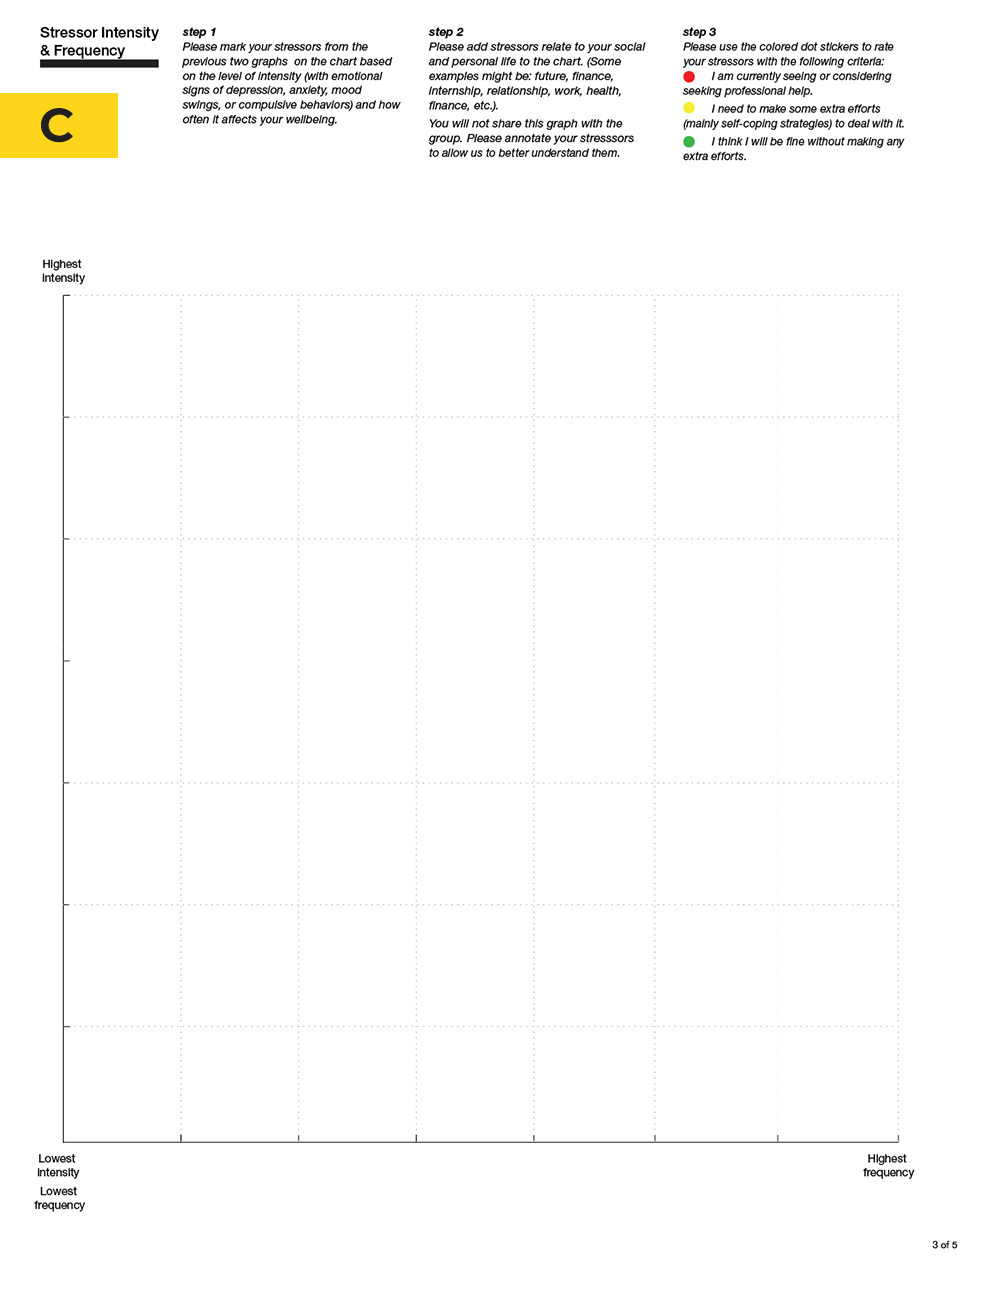 Stressor Intensity
& Frequency
C
step 1
Please mark your stressors from the
previous two graphs  on the chart based
on the level of intensity (with emotional
signs of depression, anxiety, mood
swings, or compulsive behaviors) and how
often it affects your wellbeing.
step 2
Please add stressors relate to your social
and personal life to the chart. (Some
examples might be: future, finance,
internship, relationship, work, health,
finance, etc.).
You will not share this graph with the
group. Please annotate your stresssors
to allow us to better understand them.
step 3
Please use the colored dot stickers to rate
your stressors with the following criteria:
I am currently seeing or considering
seeking professional help.
I need to make some extra efforts
(mainly self-coping strategies) to deal with it.
I think I will be fine without making any
extra efforts.
Highest
intensity
Lowest
intensity
Lowest
frequency
Highest
frequency
3 of 5